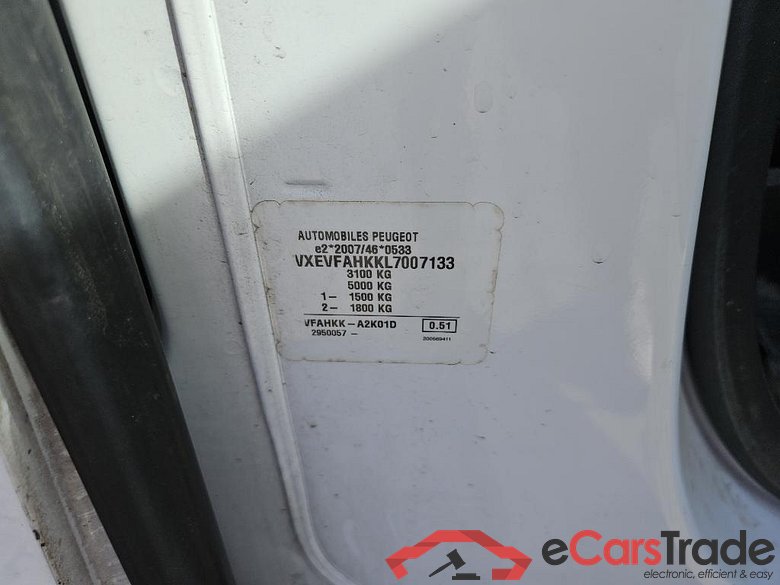 AUTOMOBILES PEUGEOT
e2*2007/46*0533
VXEVFAHKKL7007133
3100 KG
5000 KG
1- 1500 KG
2- 1800 KG
VFAHKK-A2K01D 0.51
2950057 - 200669411
eCarsTrade
electronic, efficient & easy